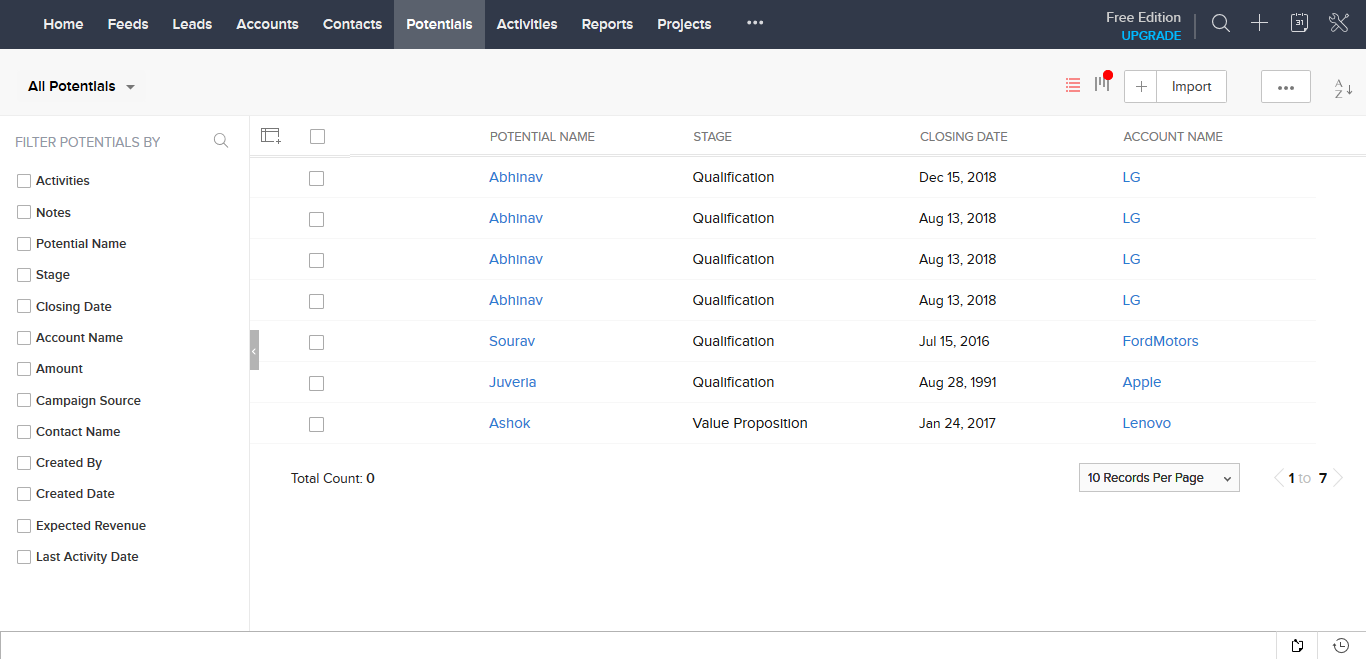 Home Feeds Leads Accounts Contacts Potentials Activities Reports Projects ••• Free Edition
UPGRADE
31
All Potentials
Import
•••
A
Z
FILTER POTENTIALS BY
Activities
Notes
Potential Name
Stage
Closing Date
Account Name
Amount
Campaign Source
Contact Name
Created By
Created Date
Expected Revenue
Last Activity Date
POTENTIAL NAME STAGE CLOSING DATE ACCOUNT NAME
Abhinav Qualification Dec 15, 2018 LG
Abhinav Qualification Aug 13, 2018 LG
Abhinav Qualification Aug 13, 2018 LG
Abhinav Qualification Aug 13, 2018 LG
Sourav Qualification Jul 15, 2016 FordMotors
Juveria Qualification Aug 28, 1991 Apple
Ashok Value Proposition Jan 24, 2017 Lenovo
Total Count: 0 10 Records Per Page 1 to 7